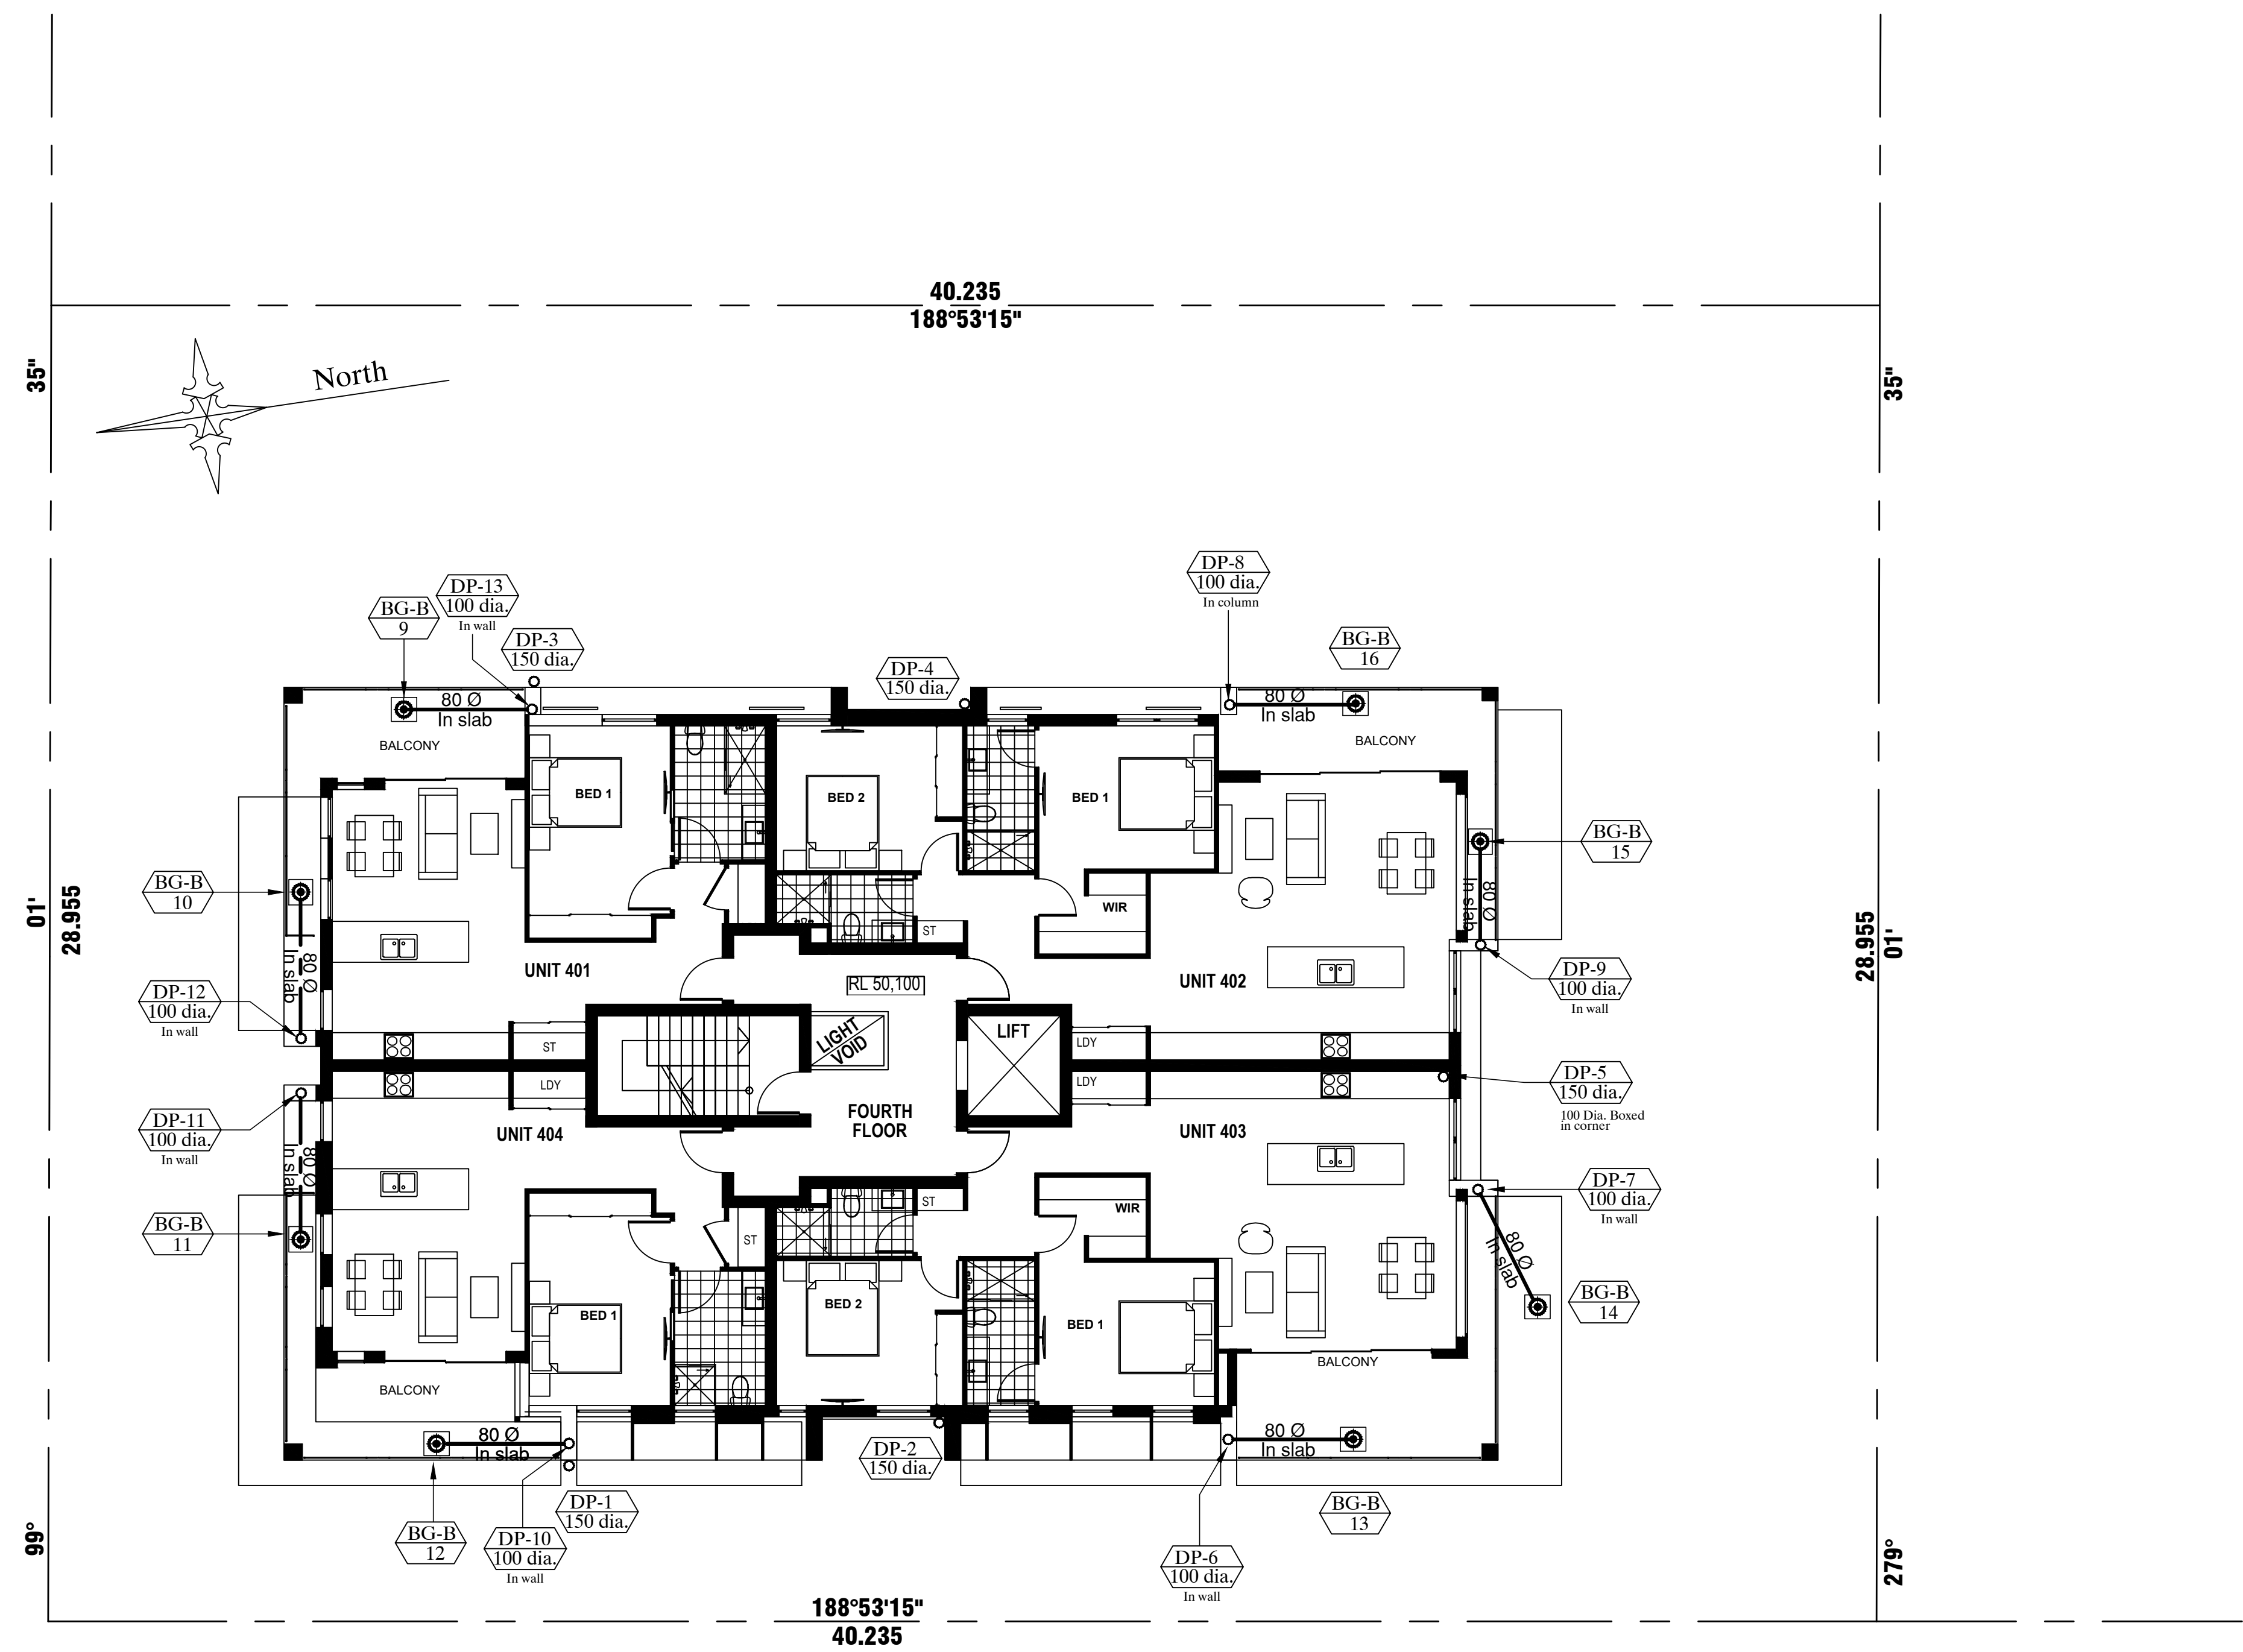 40.235
188°53'15"
35"
35"
North
DP-8
100 dia.
In column
DP-13
100 dia.
In wall
BG-B
9
DP-3
150 dia.
BG-B
16
DP-4
150 dia.
80 Ø
In slab
80 Ø
In slab
BALCONY
BALCONY
BED 1
BED 2
BED 1
BG-B
15
80 Ø
In slab
BG-B
10
WIR
ST
01'
28.955
28.955
01'
80 Ø
In slab
UNIT 401
UNIT 402
RL 50,100
DP-9
100 dia.
In wall
DP-12
100 dia.
In wall
LIGHT
VOID
LIFT
ST
LDY
LDY
LDY
DP-5
150 dia.
100 Dia. Boxed
in corner
DP-11
100 dia.
In wall
FOURTH
FLOOR
UNIT 404
UNIT 403
80 Ø
In slab
DP-7
100 dia.
In wall
ST
WIR
BG-B
11
ST
80 Ø
In slab
BG-B
14
BED 1
BED 2
BED 1
BALCONY
BALCONY
80 Ø
In slab
80 Ø
In slab
DP-2
150 dia.
DP-1
150 dia.
BG-B
13
BG-B
12
DP-10
100 dia.
In wall
DP-6
100 dia.
In wall
99°
279°
188°53'15"
40.235